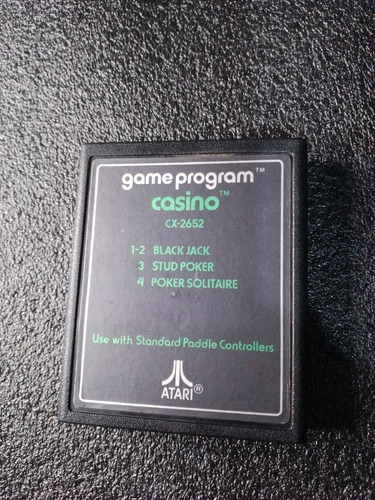 game program™
casino™
CX-2652
1-2 BLACK JACK
3 STUD POKER
4 POKER SOLITAIRE
Use with Standard Paddle Controllers
ATARI®